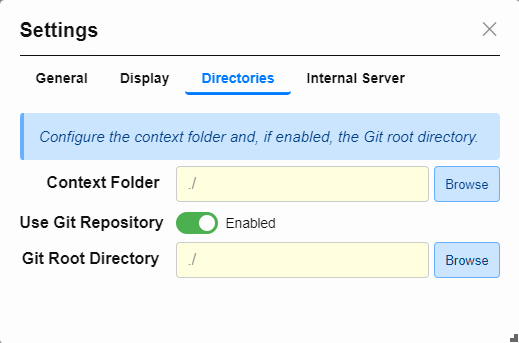 Settings
General Display Directories Internal Server
Configure the context folder and, if enabled, the Git root directory.
Context Folder ./ Browse
Use Git Repository Enabled
Git Root Directory ./ Browse